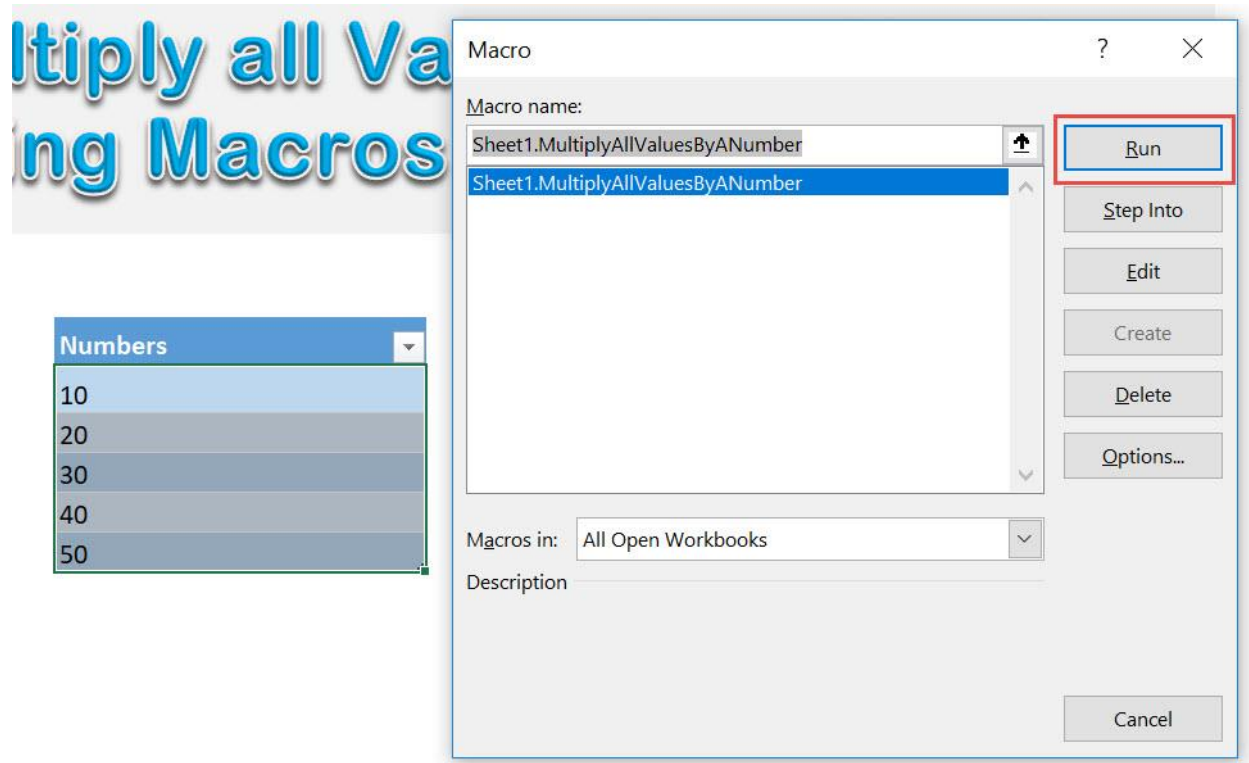 ltiply all Va
ing Macros
Numbers
10
20
30
40
50
Macro
?
Macro name:
Sheet1.MultiplyAllValuesByANumber
Sheet1.MultiplyAllValuesByANumber
Run
Step Into
Edit
Create
Delete
Options...
Macros in: All Open Workbooks
Description
Cancel